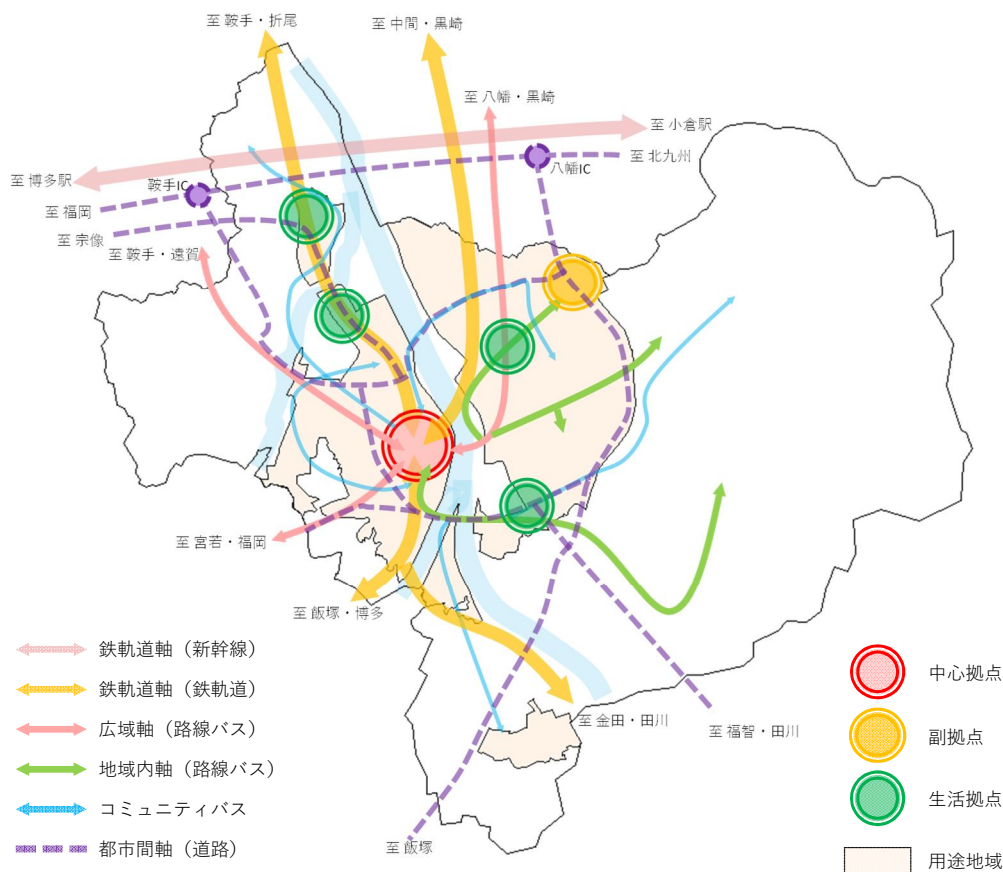 至 鞍手・折尾
至 中間・黒崎
至 八幡・黒崎
至 小倉駅
至 北九州
八幡IC
至 博多駅
鞍手IC
至 福岡
至 宗像
至 鞍手・遠賀
至 宮若・福岡
至 飯塚・博多
至 金田・田川
至 福智・田川
至 飯塚
鉄軌道軸（新幹線）
鉄軌道軸（鉄軌道）
広域軸（路線バス）
地域内軸（路線バス）
コミュニティバス
都市間軸（道路）
中心拠点
副拠点
生活拠点
用途地域